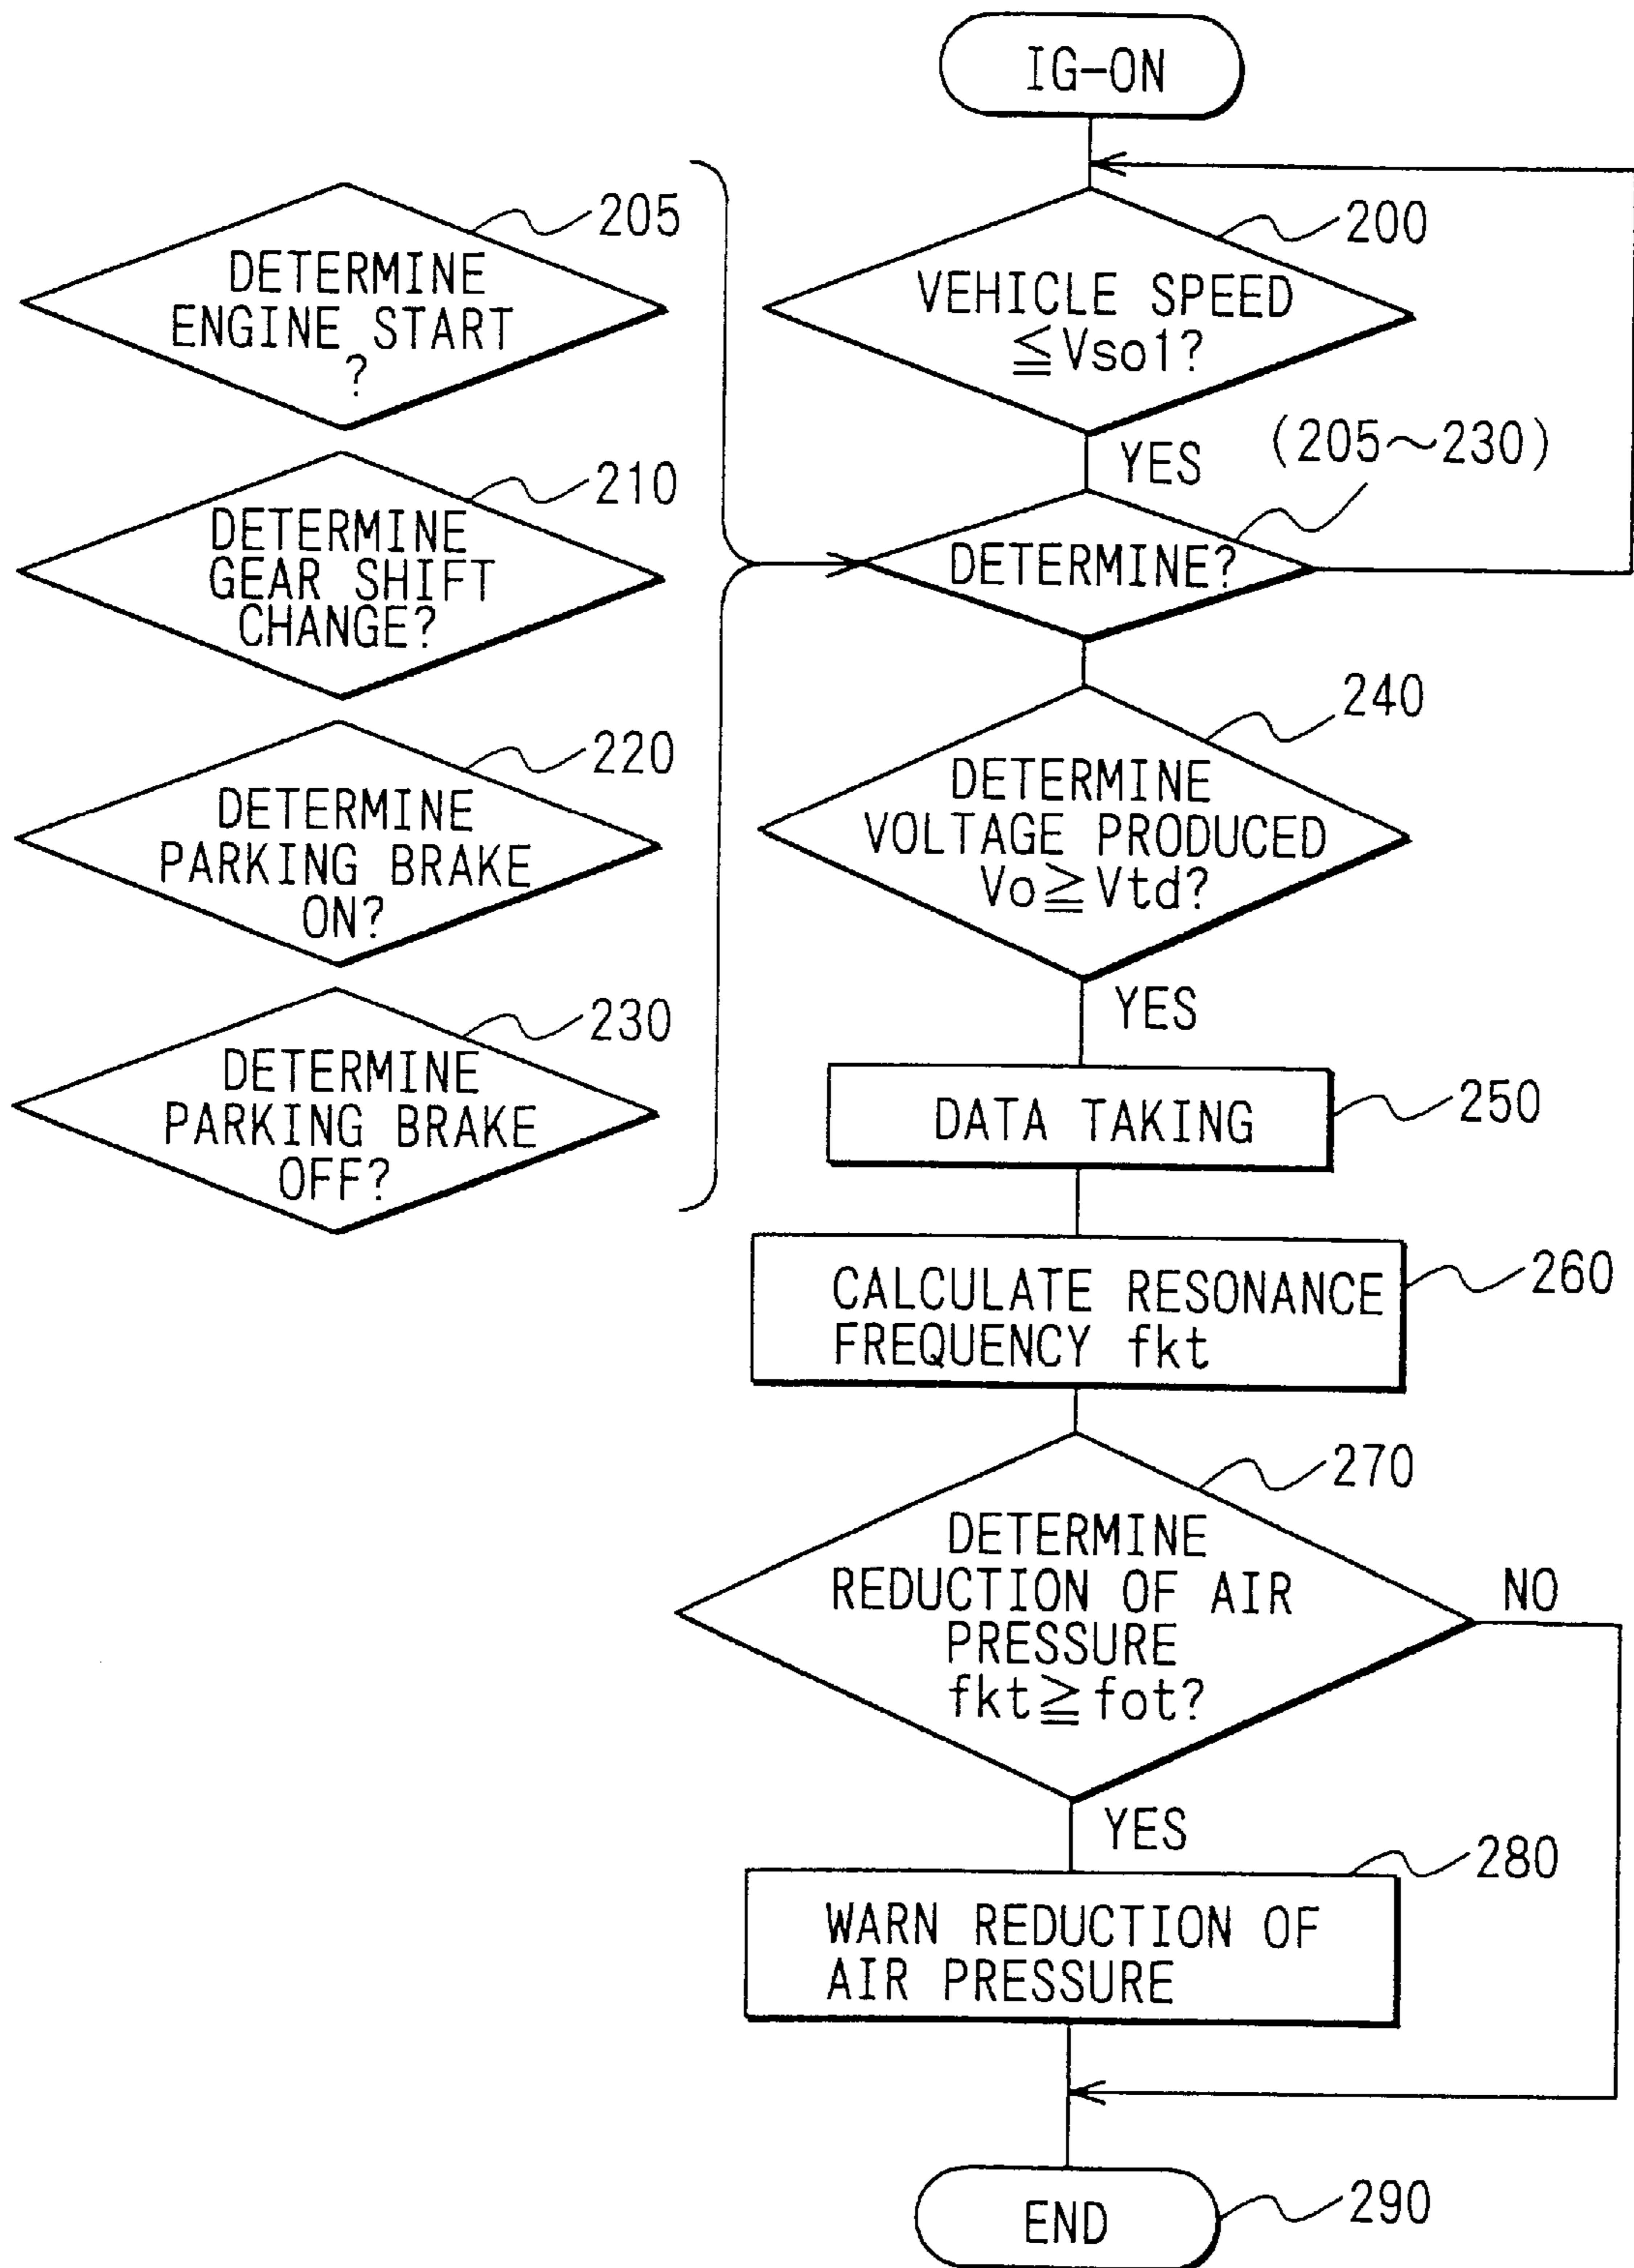 IG-ON
200
VEHICLE SPEED
≦Vso1?
YES
205
DETERMINE
ENGINE START
?
210
DETERMINE
GEAR SHIFT
CHANGE?
220
DETERMINE
PARKING BRAKE
ON?
230
DETERMINE
PARKING BRAKE
OFF?
(205~230)
DETERMINE?
240
DETERMINE
VOLTAGE PRODUCED
Vo≧Vtd?
YES
DATA TAKING
250
CALCULATE RESONANCE
FREQUENCY fkt
260
270
DETERMINE
REDUCTION OF AIR
PRESSURE
fkt≧fot?
NO
YES
280
WARN REDUCTION OF
AIR PRESSURE
END
290